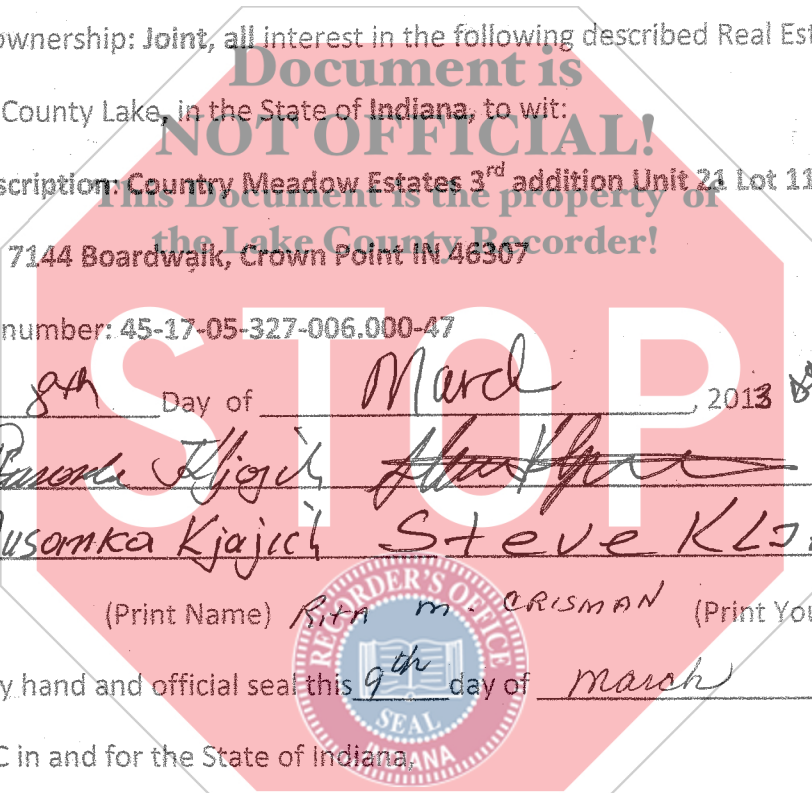 ownership: Joint, all interest in the following described Real Est
Document is
County Lake, in the State of Indiana, to wit:
NOT OFFICIAL!
scription: Country Meadow Estates 3rd addition Unit 21 Lot 11
This Document is the property of
the Lake County Recorder!
7144 Boardwalk, Crown Point IN 46307
STOP
number: 45-17-05-327-006.000-47
Day of March, 2013
Kjajich Steve
(Print Name) Rita M. CRISMAN (Print You
RECORDER'S OFFICE
y hand and official seal this 9th day of March
SEAL
INDIANA
C in and for the State of Indiana,